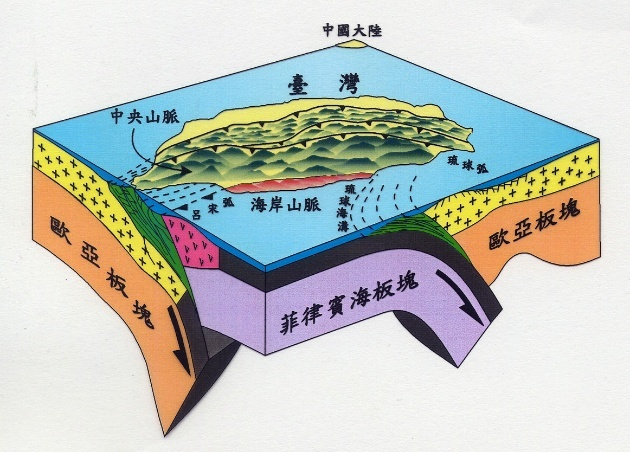 中國大陸
臺灣
中央山脈
琉球弧
海岸山脈
琉球海溝
呂宋弧
歐亞板塊
歐亞板塊
菲律賓海板塊